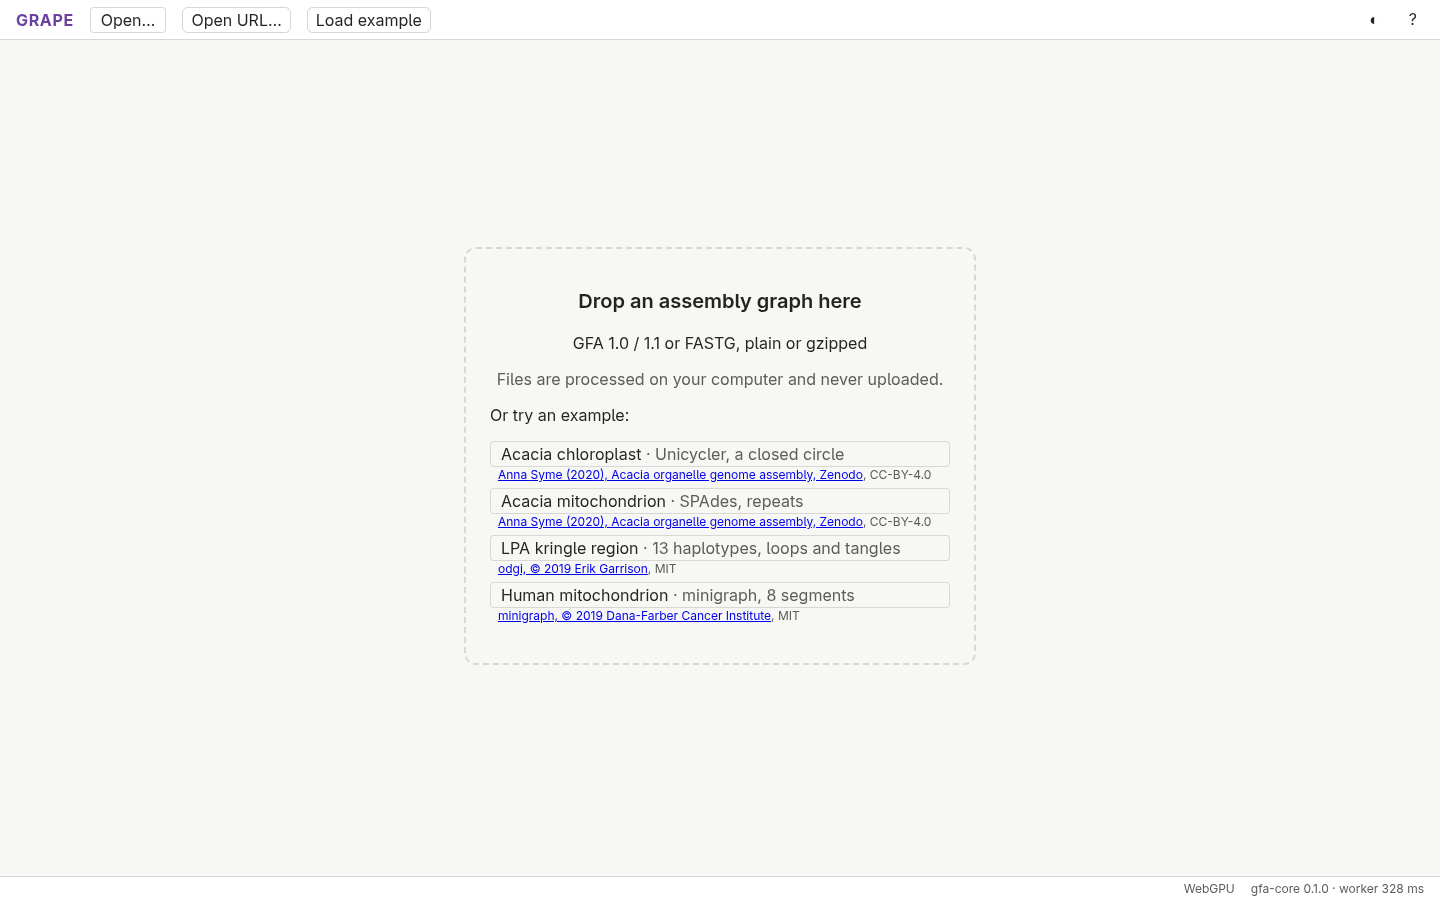 GRAPE Open... Open URL... Load example ?
Drop an assembly graph here
GFA 1.0 / 1.1 or FASTG, plain or gzipped
Files are processed on your computer and never uploaded.
Or try an example:
Acacia chloroplast · Unicycler, a closed circle
Anna Syme (2020), Acacia organelle genome assembly, Zenodo, CC-BY-4.0
Acacia mitochondrion · SPAdes, repeats
Anna Syme (2020), Acacia organelle genome assembly, Zenodo, CC-BY-4.0
LPA kringle region · 13 haplotypes, loops and tangles
odgi, © 2019 Erik Garrison, MIT
Human mitochondrion · minigraph, 8 segments
minigraph, © 2019 Dana-Farber Cancer Institute, MIT
WebGPU gfa-core 0.1.0 · worker 328 ms